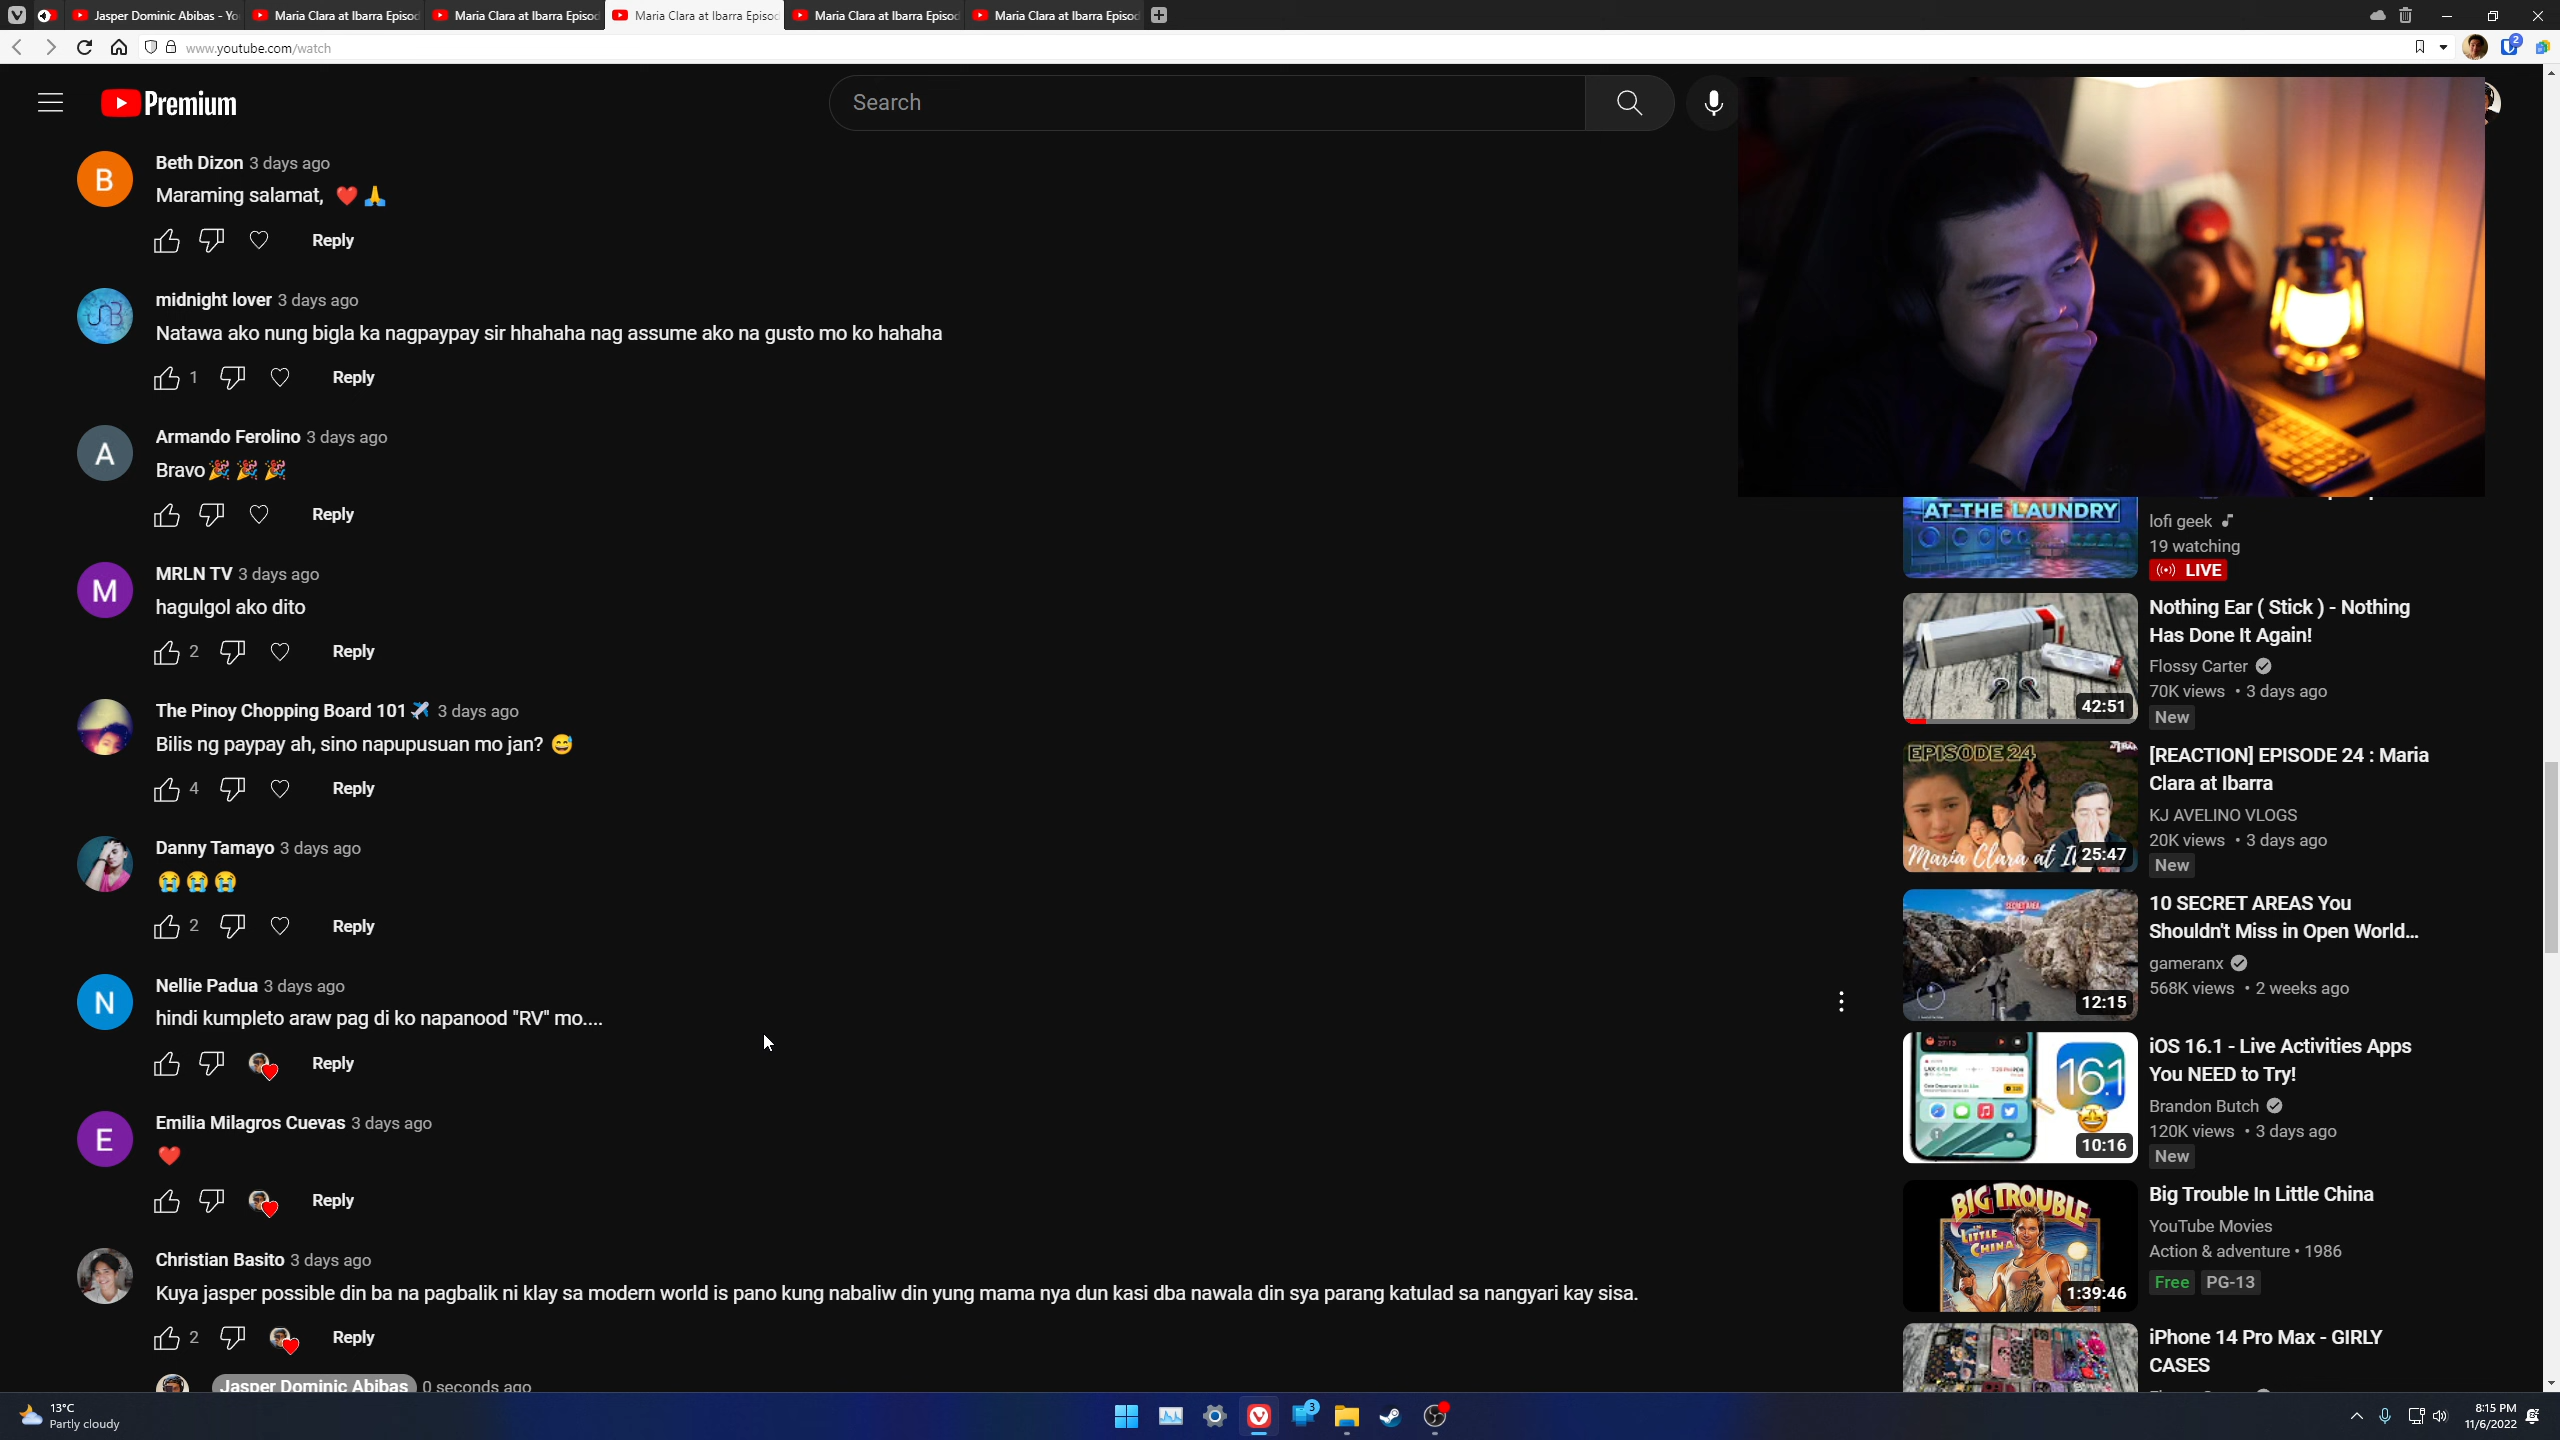 Jasper Dominic Abibas - Yo
Maria Clara at Ibarra Episod
Maria Clara at Ibarra Episod
Maria Clara at Ibarra Episod
Maria Clara at Ibarra Episod
Maria Clara at Ibarra Episod
www.youtube.com/watch
2
Premium
Search
Beth Dizon 3 days ago
Maraming salamat, ❤️🙏
Reply
midnight lover 3 days ago
Natawa ako nung bigla ka nagpaypay sir hhahaha nag assume ako na gusto mo ko hahaha
1 Reply
A
Armando Ferolino 3 days ago
Bravo🎉🎉🎉
Reply
M
MRLN TV 3 days ago
hagulgol ako dito
2 Reply
The Pinoy Chopping Board 101✈️ 3 days ago
Bilis ng paypay ah, sino napupusuan mo jan? 😅
4 Reply
Danny Tamayo 3 days ago
😭😭😭
2 Reply
N
Nellie Padua 3 days ago
hindi kumpleto araw pag di ko napanood "RV" mo....
Reply
E
Emilia Milagros Cuevas 3 days ago
❤️
Reply
Christian Basito 3 days ago
Kuya jasper possible din ba na pagbalik ni klay sa modern world is pano kung nabaliw din yung mama nya dun kasi dba nawala din sya parang katulad sa nangyari kay sisa.
2 Reply
Jasper Dominic Abibas 0 seconds ago
AT THE LAUNDRY
lofi geek
19 watching
LIVE
42:51
Nothing Ear ( Stick ) - Nothing
Has Done It Again!
Flossy Carter
70K views • 3 days ago
New
EPISODE 24
Maria Clara at I
25:47
[REACTION] EPISODE 24 : Maria
Clara at Ibarra
KJ AVELINO VLOGS
20K views • 3 days ago
New
SECRET AREA
12:15
10 SECRET AREAS You
Shouldn't Miss in Open World...
gameranx
568K views • 2 weeks ago
16.1
10:16
iOS 16.1 - Live Activities Apps
You NEED to Try!
Brandon Butch
120K views • 3 days ago
New
BIG TROUBLE
IN LITTLE
CHINA
1:39:46
Big Trouble In Little China
YouTube Movies
Action & adventure • 1986
Free PG-13
iPhone 14 Pro Max - GIRLY
CASES
13°C
Partly cloudy
3
8:15 PM
11/6/2022